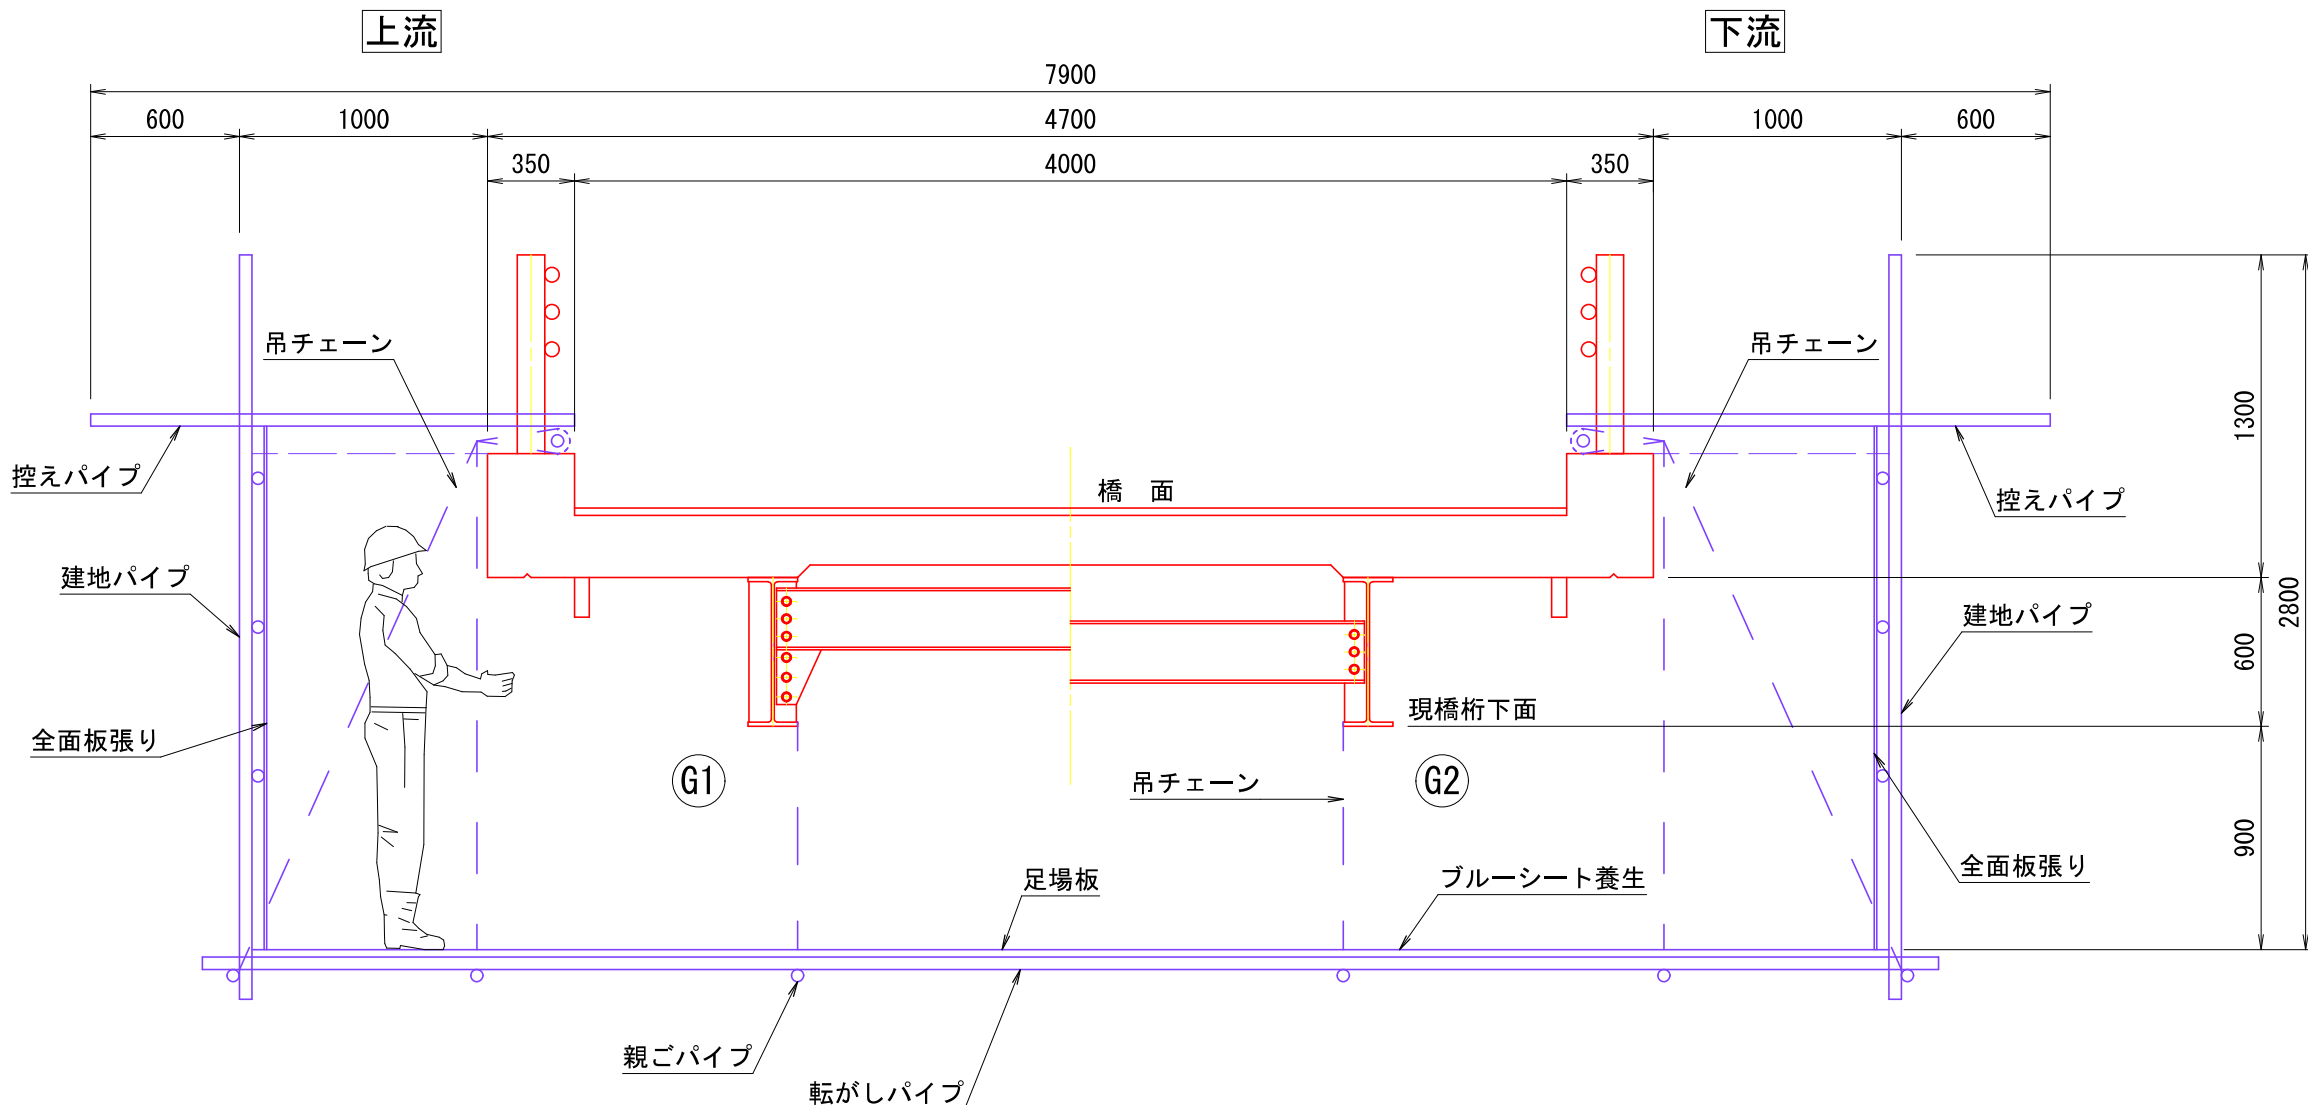 上流
下流
7900
600
1000
4700
1000
600
350
4000
350
吊チェーン
吊チェーン
1300
控えパイプ
橋　面
控えパイプ
建地パイプ
2800
建地パイプ
600
現橋桁下面
全面板張り
G1
吊チェーン
G2
900
全面板張り
足場板
ブルーシート養生
親ごパイプ
転がしパイプ